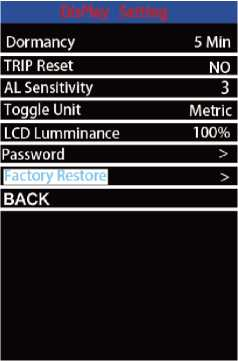 DisPlay Setting
Dormancy 5 Min
TRIP Reset NO
AL Sensitivity 3
Toggle Unit Metric
LCD Lumminance 100%
Password >
Factory Restore >
BACK